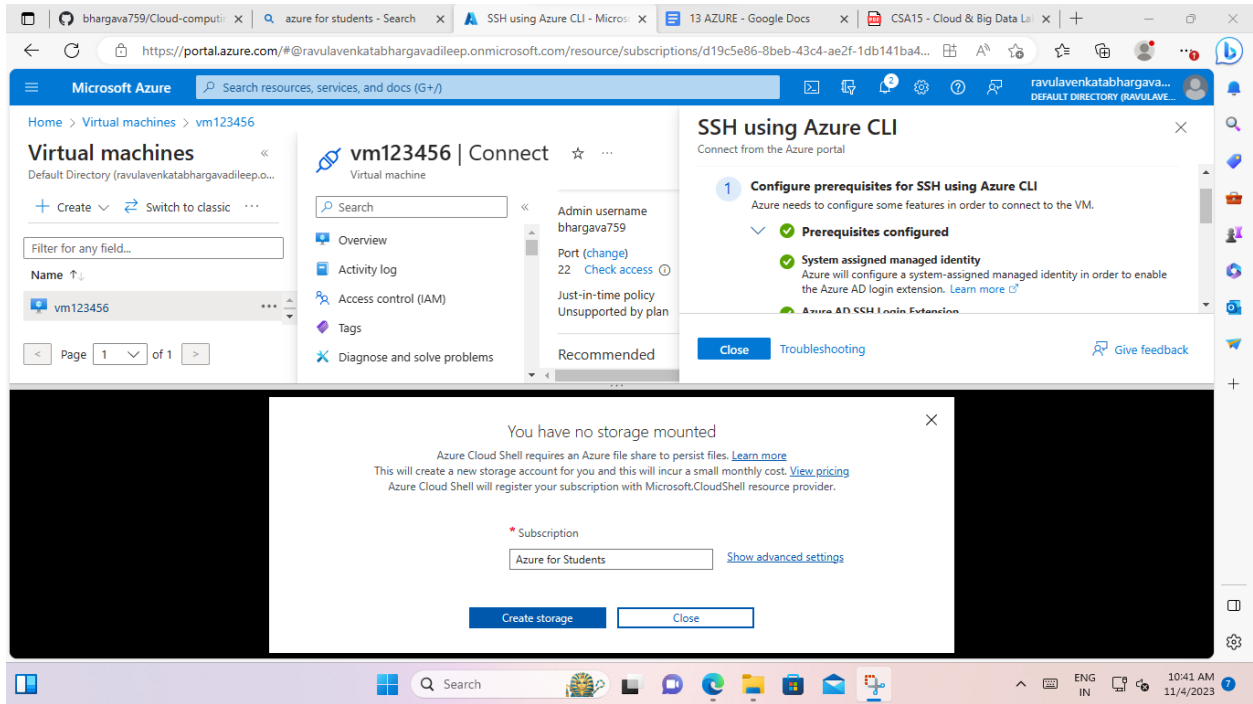 bhargava759/Cloud-computin
azure for students - Search
SSH using Azure CLI - Micros
13 AZURE - Google Docs
CSA15 - Cloud & Big Data La
https://portal.azure.com/#@ravulavenkatabhargavadileep.onmicrosoft.com/resource/subscriptions/d19c5e86-8beb-43c4-ae2f-1db141ba4...
Microsoft Azure
Search resources, services, and docs (G+/)
2
ravulavenkatabhargava...
DEFAULT DIRECTORY (RAVULAVE...
Home > Virtual machines > vm123456
Virtual machines
Default Directory (ravulavenkatabhargavadileep.o...
Create
Switch to classic
Filter for any field...
Name
vm123456
Page 1 of 1
vm123456 | Connect
Virtual machine
Search
Overview
Activity log
Access control (IAM)
Tags
Diagnose and solve problems
Admin username
bhargava759
Port (change)
22 Check access
Just-in-time policy
Unsupported by plan
Recommended
SSH using Azure CLI
Connect from the Azure portal
1 Configure prerequisites for SSH using Azure CLI
Azure needs to configure some features in order to connect to the VM.
Prerequisites configured
System assigned managed identity
Azure will configure a system-assigned managed identity in order to enable
the Azure AD login extension. Learn more
Azure AD SSH Login Extension
Close
Troubleshooting
Give feedback
You have no storage mounted
Azure Cloud Shell requires an Azure file share to persist files. Learn more
This will create a new storage account for you and this will incur a small monthly cost. View pricing
Azure Cloud Shell will register your subscription with Microsoft.CloudShell resource provider.
* Subscription
Azure for Students
Show advanced settings
Create storage
Close
Search
ENG
IN
10:41 AM
11/4/2023
7